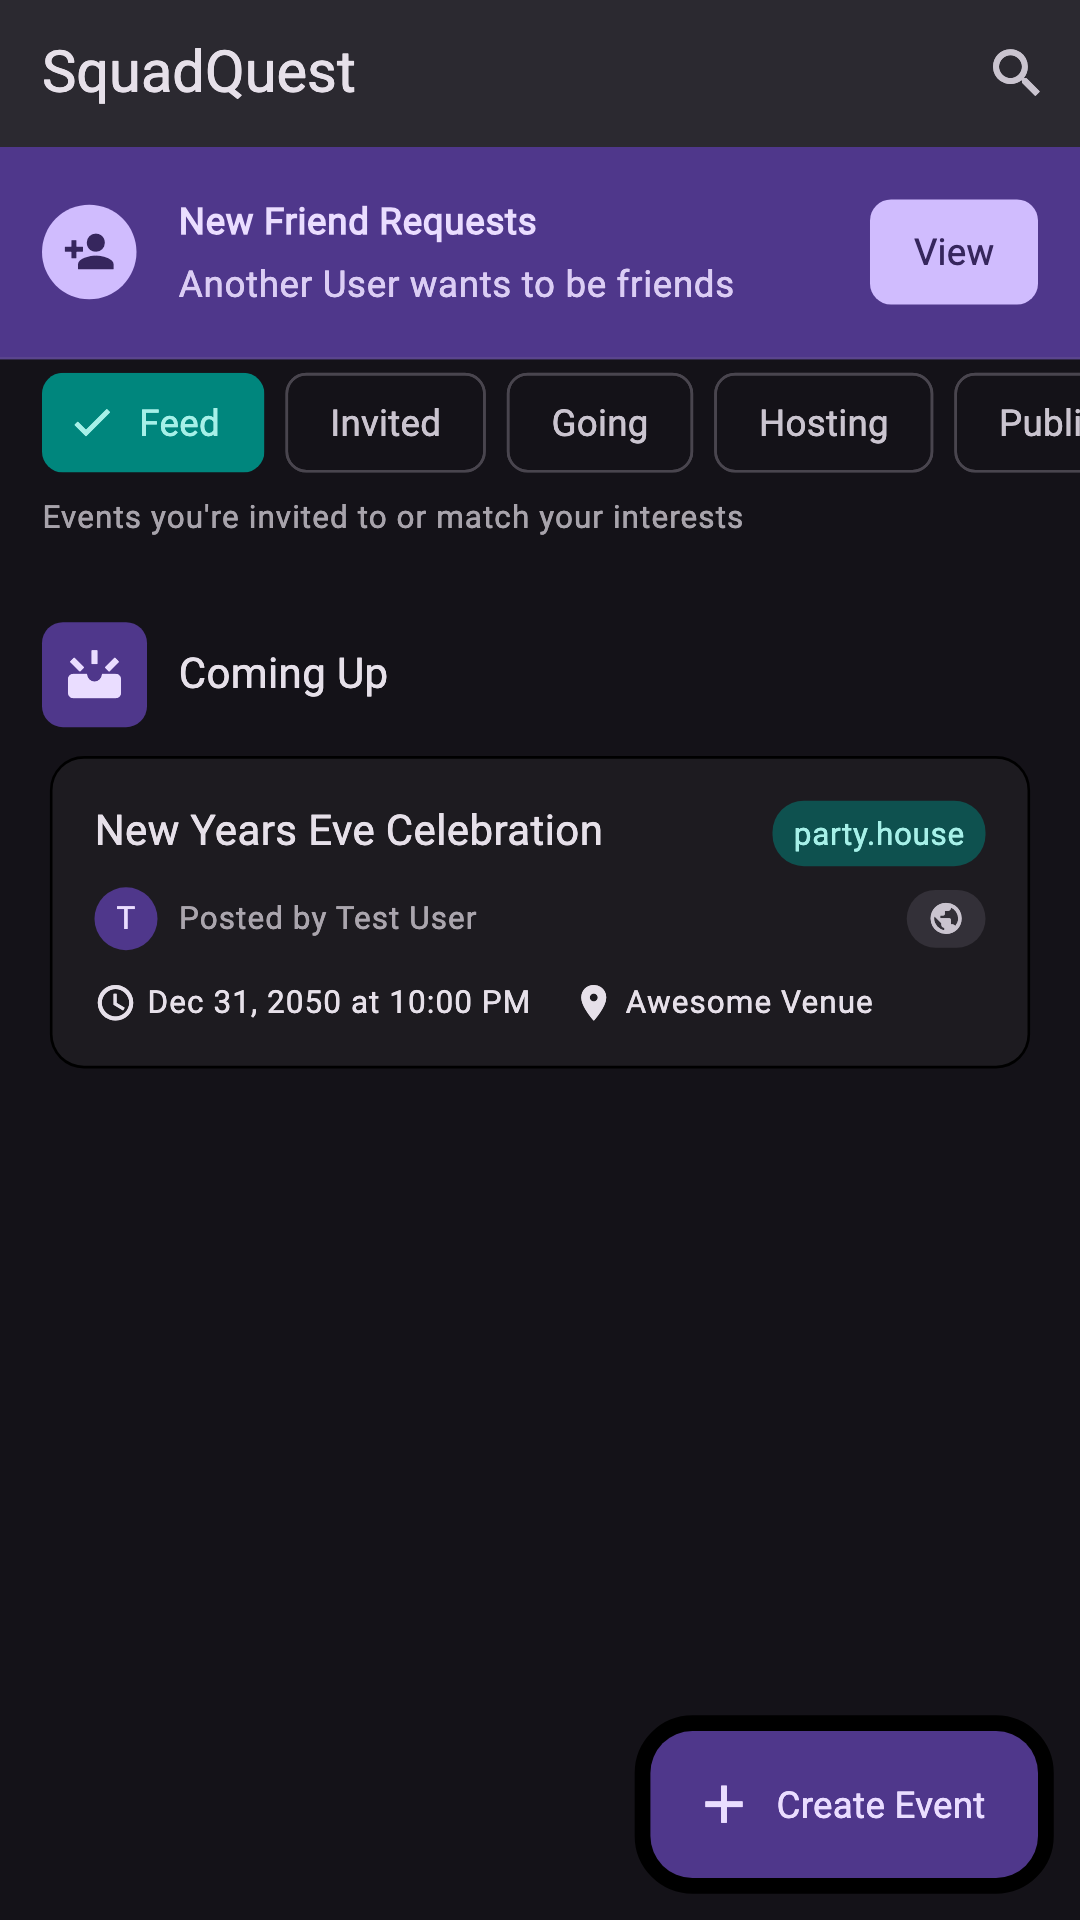 SquadQuest
New Friend Requests
Another User wants to be friends
View
Feed
Invited
Going
Hosting
Publi
Events you're invited to or match your interests
Coming Up
New Years Eve Celebration
party.house
T
Posted by Test User
Dec 31, 2050 at 10:00 PM
Awesome Venue
Create Event